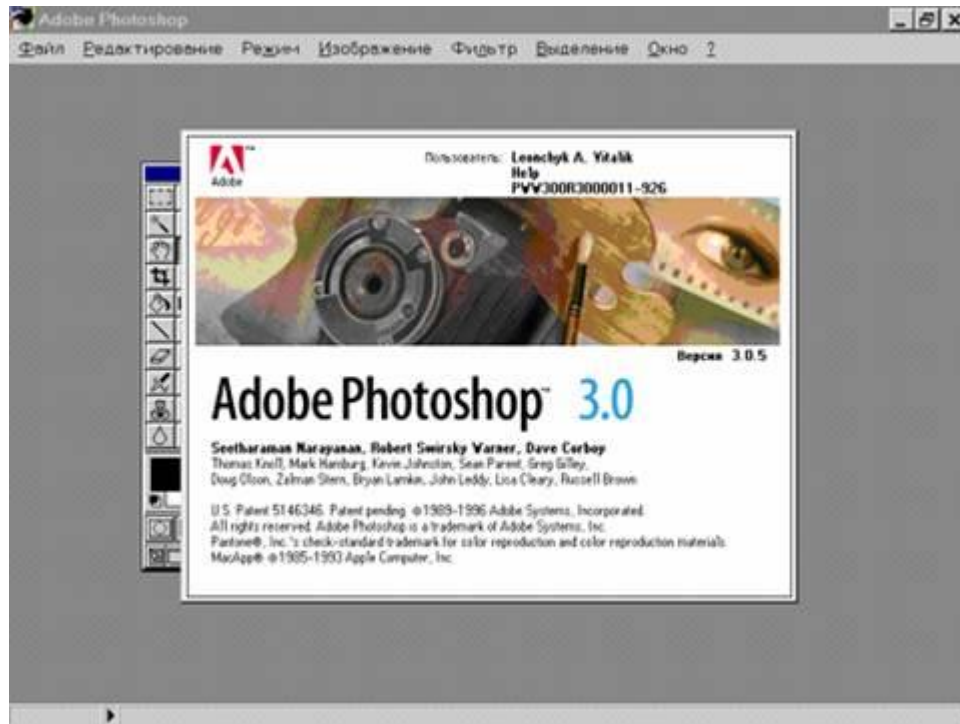 Adobe Photoshop
Файл Редактирование Режим Изображение Фильтр Выделение Окно ?
Adobe
Пользователь: Leonchyk A. Vitalik
Help
PWW300R3000011-926
Версия 3.0.5
Adobe Photoshop™ 3.0
Seetharaman Narayanan, Robert Swirsky Warner, Dave Corboy
Thomas Knoll, Mark Hamburg, Kevin Johnston, Sean Parent, Greg Gilley,
Doug Olson, Zalman Stern, Bryan Lamkin, John Leddy, Lisa Cleary, Russell Brown
U.S. Patent 5146346. Patent pending. ©1989-1996 Adobe Systems, Incorporated.
All rights reserved. Adobe Photoshop is a trademark of Adobe Systems, Inc.
Pantone®, Inc.'s check-standard trademark for color reproduction and color reproduction materials.
MacApp® ©1985-1993 Apple Computer, Inc.